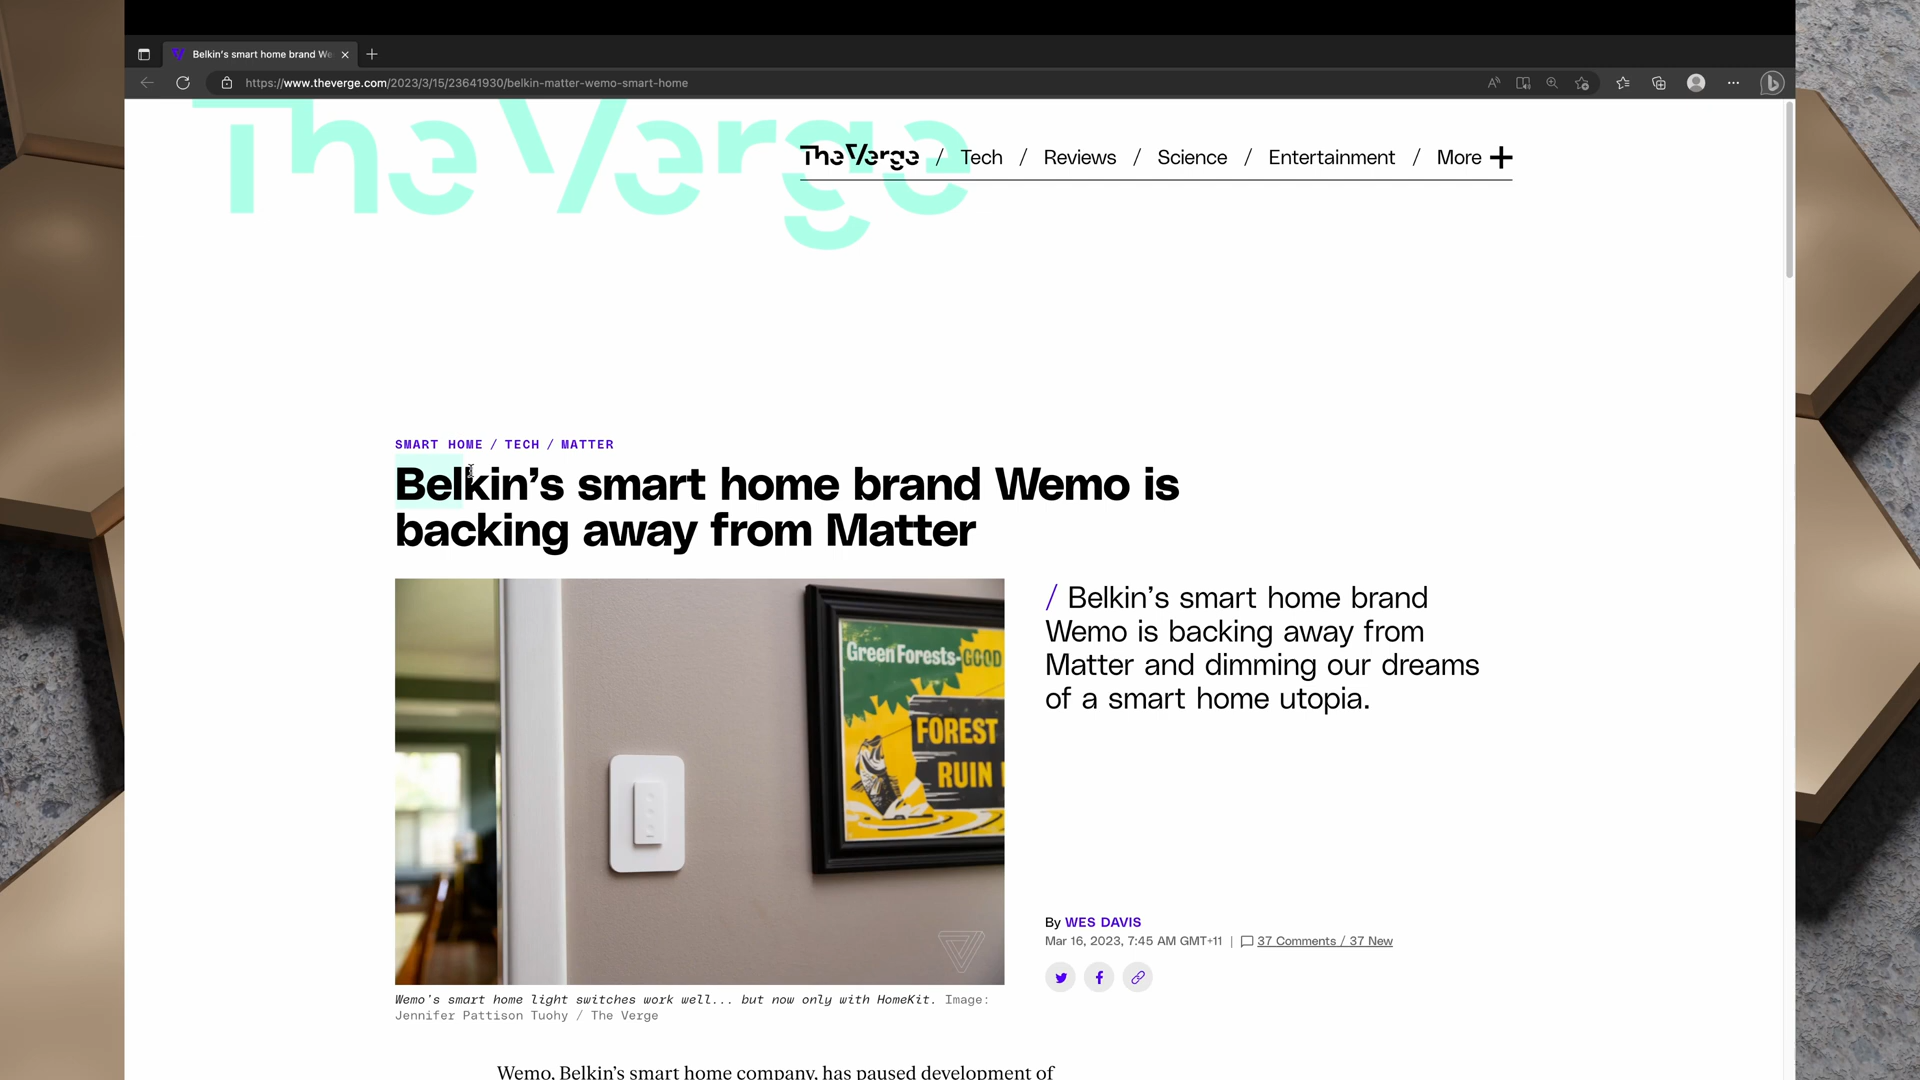 Belkin's smart home brand We
https://www.theverge.com/2023/3/15/23641930/belkin-matter-wemo-smart-home
The Verge
The Verge / Tech / Reviews / Science / Entertainment / More
SMART HOME / TECH / MATTER
Belkin’s smart home brand Wemo is
backing away from Matter
Green Forests-GOOD
FOREST
RUIN
/ Belkin’s smart home brand
Wemo is backing away from
Matter and dimming our dreams
of a smart home utopia.
By WES DAVIS
Mar 16, 2023, 7:45 AM GMT+11 | 37 Comments / 37 New
Wemo's smart home light switches work well... but now only with HomeKit. Image:
Jennifer Pattison Tuohy / The Verge
Wemo, Belkin’s smart home company, has paused development of